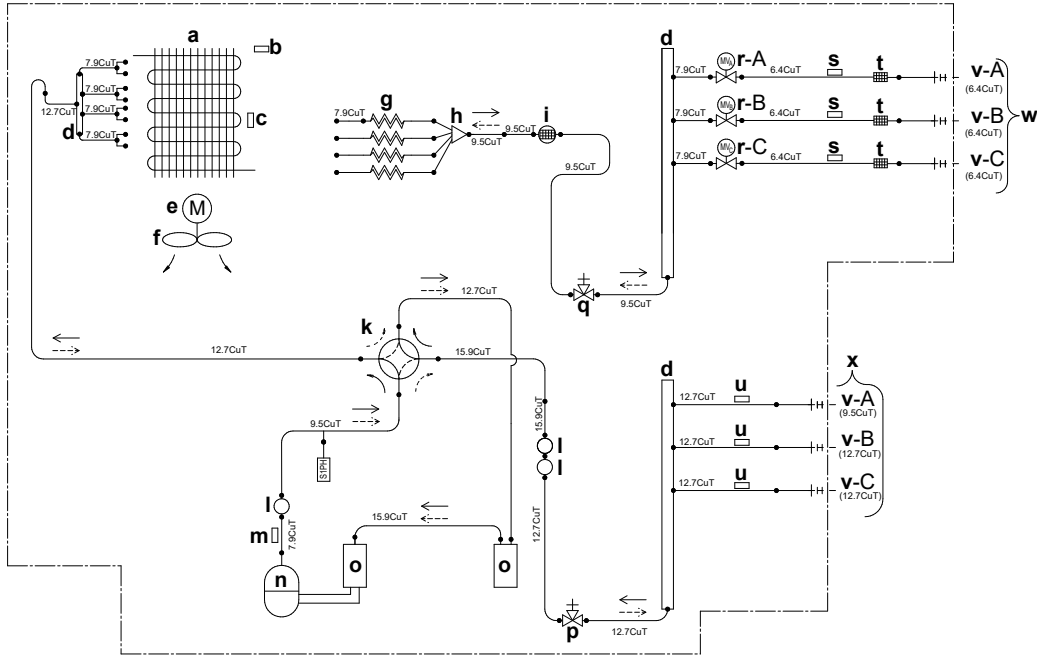 a
b
7.9CuT
7.9CuT
7.9CuT
7.9CuT
12.7CuT
d
c
e M
f
7.9CuT
g
h
9.5CuT
9.5CuT
i
9.5CuT
q
9.5CuT
d
7.9CuT
r-A
6.4CuT
s
t
v-A
(6.4CuT)
7.9CuT
r-B
6.4CuT
s
t
v-B
(6.4CuT)
w
7.9CuT
r-C
6.4CuT
s
t
v-C
(6.4CuT)
12.7CuT
k
12.7CuT
15.9CuT
15.9CuT
l
l
12.7CuT
9.5CuT
S1PH
l
m
7.9CuT
n
15.9CuT
o
o
p
12.7CuT
d
x
12.7CuT
u
v-A
(9.5CuT)
12.7CuT
u
v-B
(12.7CuT)
12.7CuT
u
v-C
(12.7CuT)